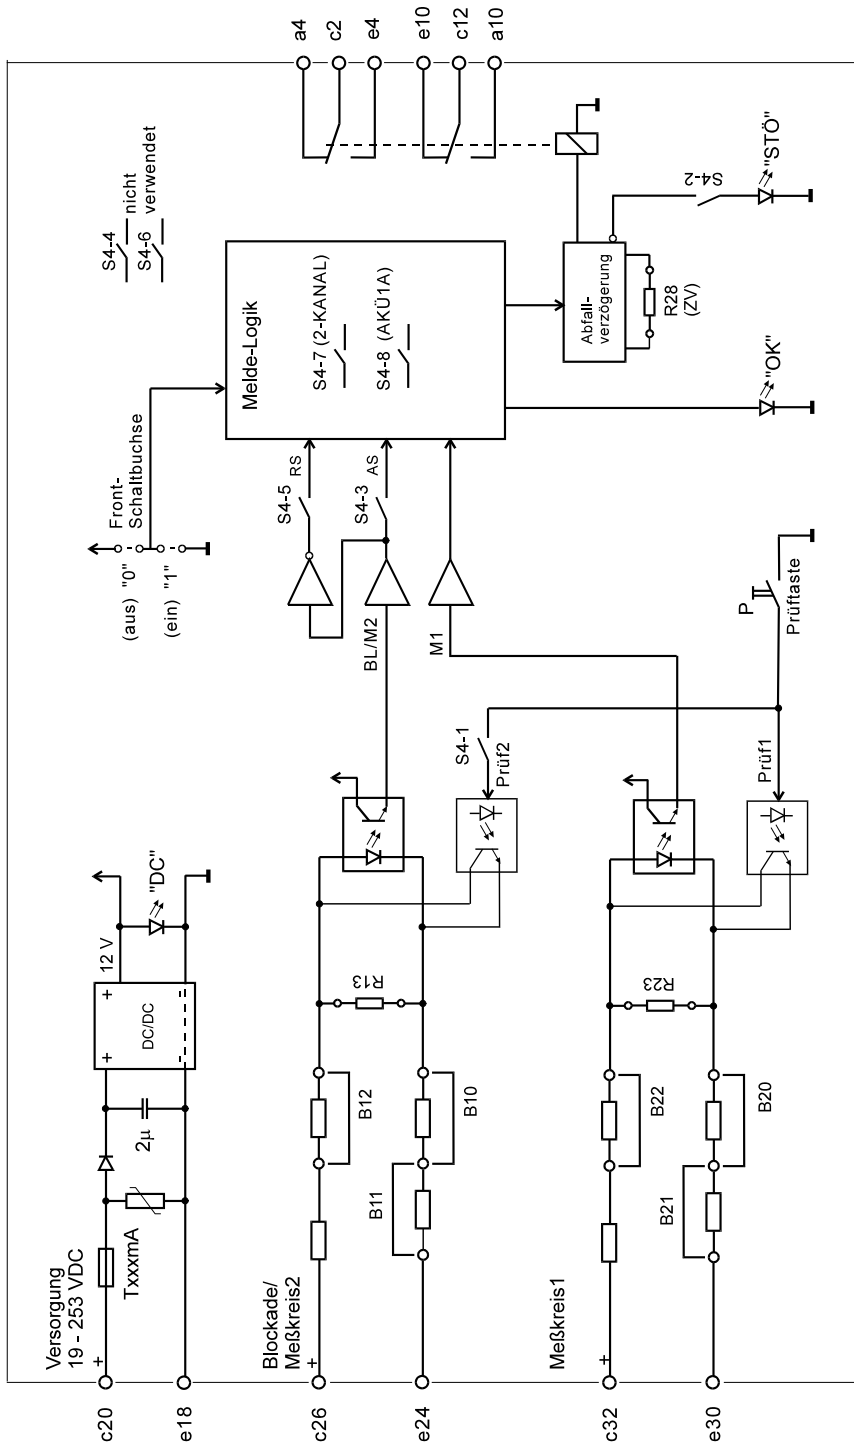 Versorgung
19 - 253 VDC
c20
+
e18
TxxxmA
2µ
+
+
DC/DC
-
-
12 V
"DC"
Front-
Schaltbuchse
(aus) "0"
(ein) "1"
S4-4
S4-6
nicht
verwendet
Blockade/
Meßkreis2
c26
+
e24
B12
B11
B10
R13
Prüf2
S4-1
BL/M2
M1
S4-5
RS
S4-3
AS
Melde-Logik
S4-7 (2-KANAL)
S4-8 (AKÜ1A)
a4
c2
e4
e10
c12
a10
Abfall-
verzögerung
R28
(ZV)
S4-2
"STÖ"
"OK"
Meßkreis1
c32
+
e30
B22
B21
B20
R23
Prüf1
P
Prüftaste